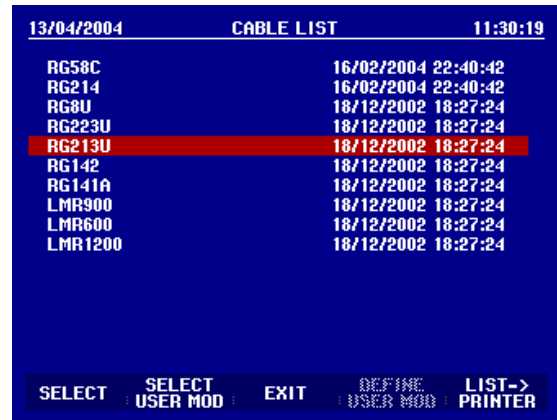 13/04/2004 CABLE LIST 11:30:19
RG58C 16/02/2004 22:40:42
RG214 16/02/2004 22:40:42
RG8U 18/12/2002 18:27:24
RG223U 18/12/2002 18:27:24
RG213U 18/12/2002 18:27:24
RG142 18/12/2002 18:27:24
RG141A 18/12/2002 18:27:24
LMR900 18/12/2002 18:27:24
LMR600 18/12/2002 18:27:24
LMR1200 18/12/2002 18:27:24
SELECT SELECT USER MOD EXIT DEFINE USER MOD LIST-> PRINTER